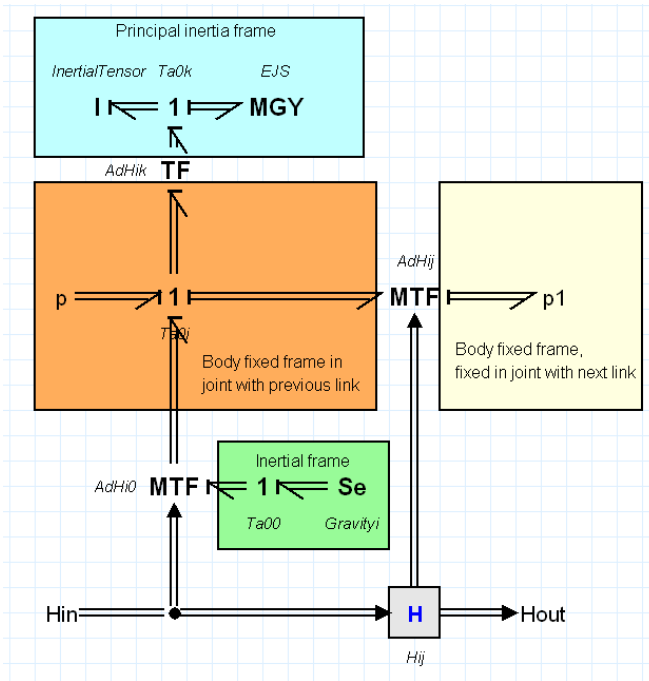 Principal inertia frame
InertialTensor Ta0k EJS
I 1 MGY
AdHik TF
AdHij
p 1 MTF p1
Ta0i
Body fixed frame in
joint with previous link
Body fixed frame,
fixed in joint with next link
Inertial frame
AdHi0 MTF 1 Se
Ta00 Gravityi
Hin H Hout
Hij